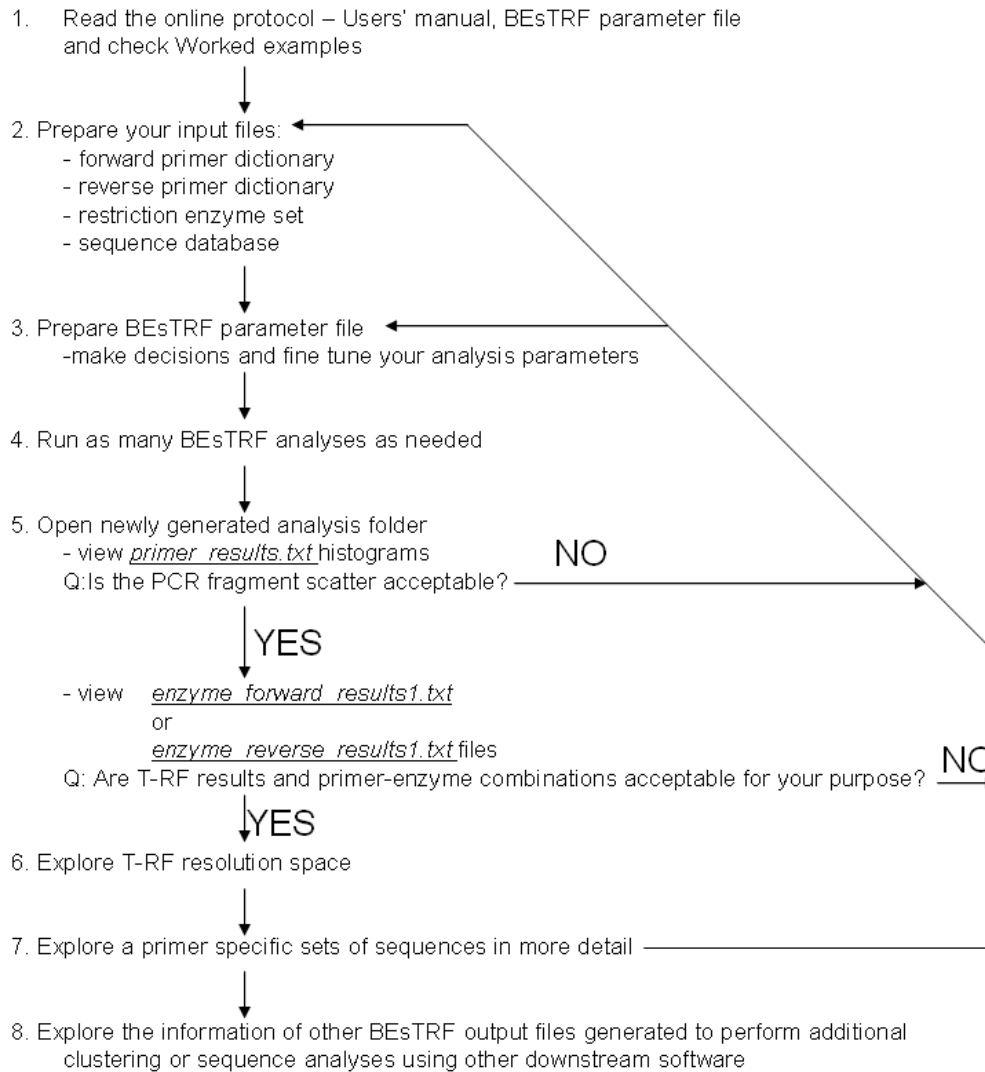 1. Read the online protocol – Users' manual, BEsTRF parameter file
and check Worked examples
2. Prepare your input files:
- forward primer dictionary
- reverse primer dictionary
- restriction enzyme set
- sequence database
3. Prepare BEsTRF parameter file
-make decisions and fine tune your analysis parameters
4. Run as many BEsTRF analyses as needed
5. Open newly generated analysis folder
- view primer_results.txt histograms
NO
Q:Is the PCR fragment scatter acceptable?
YES
- view enzyme_forward_results1.txt
or
enzyme_reverse_results1.txt files
Q: Are T-RF results and primer-enzyme combinations acceptable for your purpose? NO
YES
6. Explore T-RF resolution space
7. Explore a primer specific sets of sequences in more detail
8. Explore the information of other BEsTRF output files generated to perform additional
clustering or sequence analyses using other downstream software